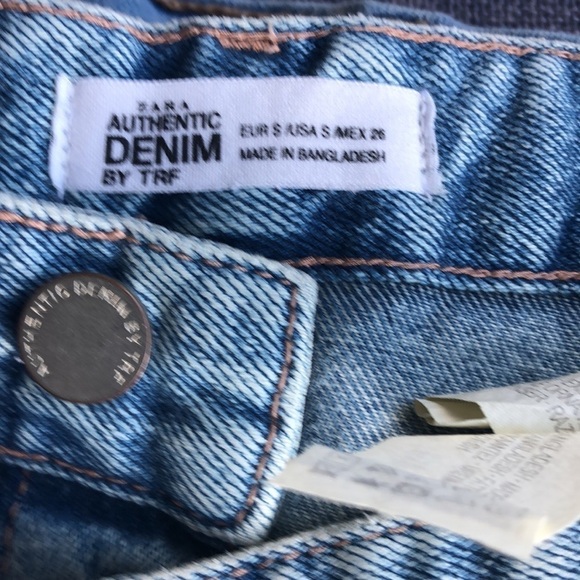 ZARA
AUTHENTIC
DENIM
BY TRF
EUR S /USA S /MEX 26
MADE IN BANGLADESH
AUTHENTIC DENIM BY TRF